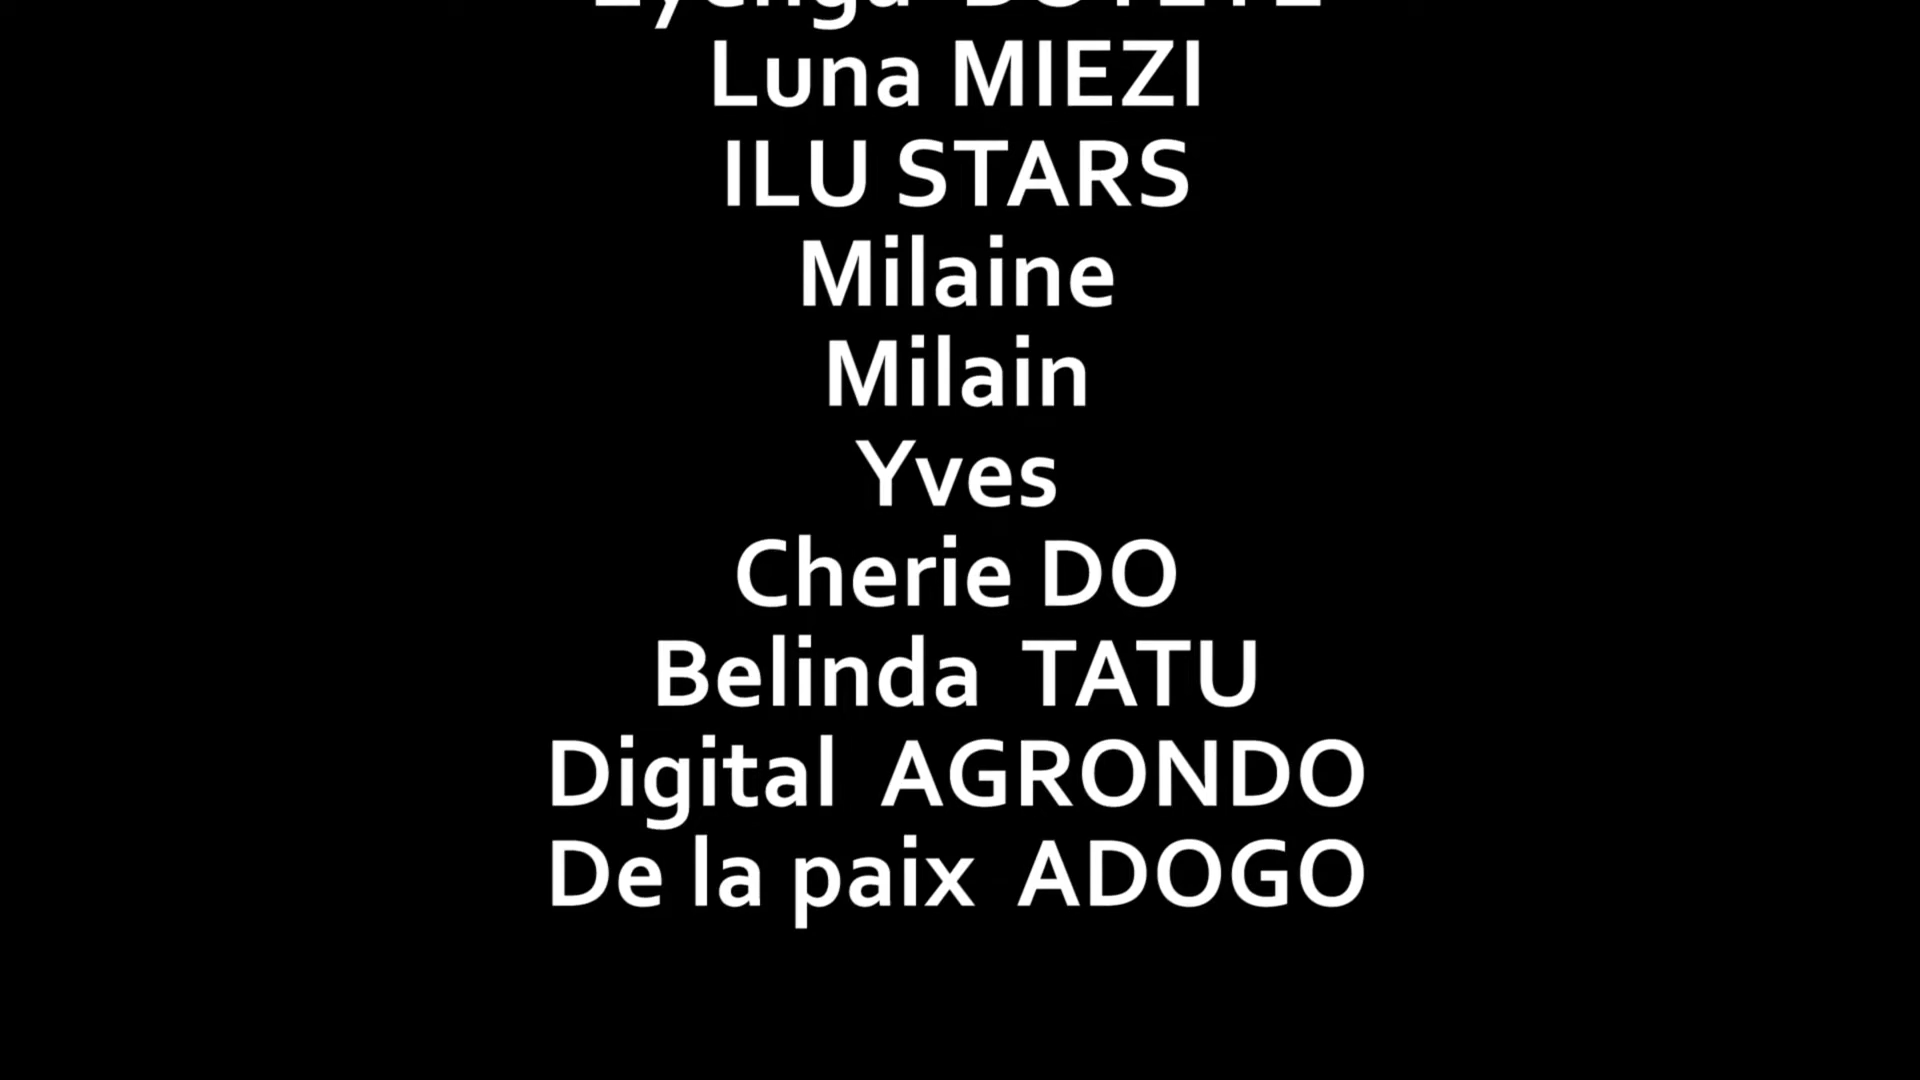 Luna MIEZI
ILU STARS
Milaine
Milain
Yves
Cherie DO
Belinda TATU
Digital AGRONDO
De la paix ADOGO